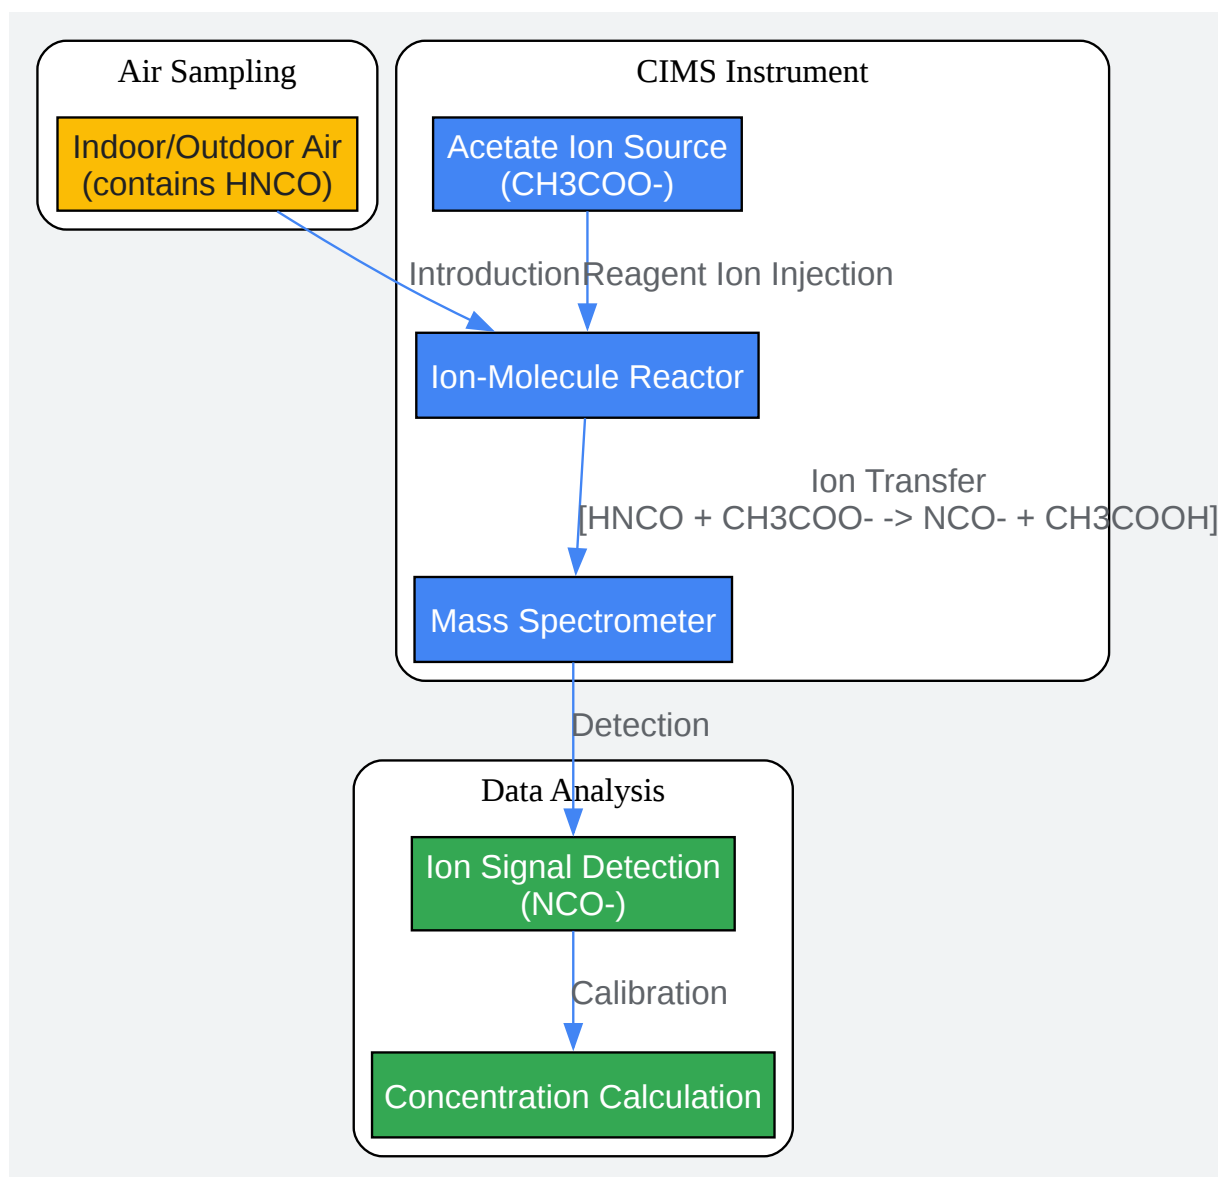 Air Sampling
Indoor/Outdoor Air
(contains HNCO)
CIMS Instrument
Acetate Ion Source
(CH3COO-)
Introduction
Reagent Ion Injection
Ion-Molecule Reactor
Ion Transfer
[HNCO + CH3COO- -> NCO- + CH3COOH]
Mass Spectrometer
Detection
Data Analysis
Ion Signal Detection
(NCO-)
Calibration
Concentration Calculation